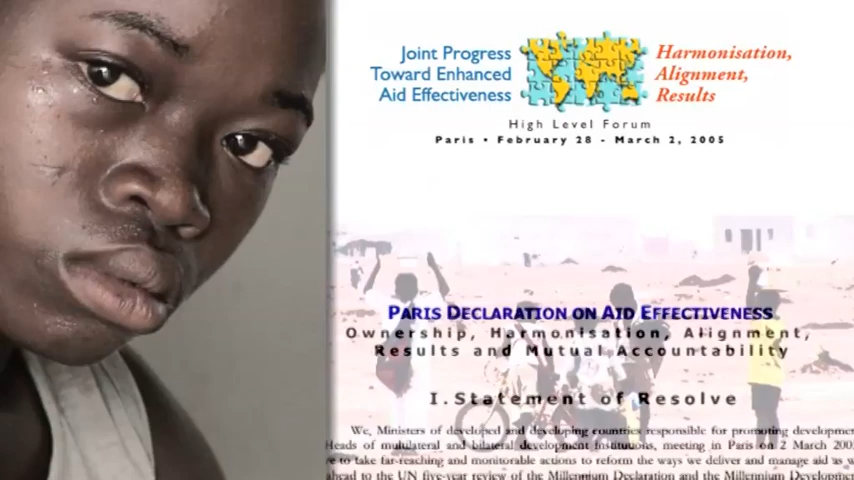 Joint Progress
Toward Enhanced
Aid Effectiveness
Harmonisation,
Alignment,
Results
High Level Forum
Paris • February 28 - March 2, 2005
PARIS DECLARATION ON AID EFFECTIVENESS
Ownership, Harmonisation, Alignment,
Results and Mutual Accountability
I. Statement of Resolve
We, Ministers of developed and developing countries responsible for promoting
Heads of multilateral and bilateral development institutions, meeting in Paris on 2 March
to take far-reaching and monitorable actions to reform the ways we deliver and manage aid as
ahead to the UN five-year review of the Millennium Declaration and the Millennium